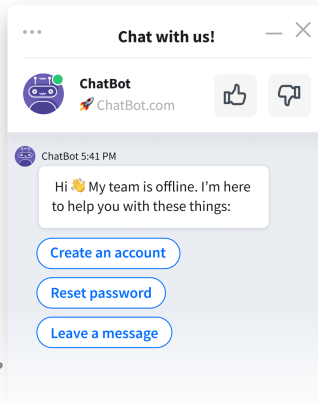 Chat with us!
ChatBot
🚀 ChatBot.com
ChatBot 5:41 PM
Hi 👋 My team is offline. I’m here
to help you with these things:
Create an account
Reset password
Leave a message